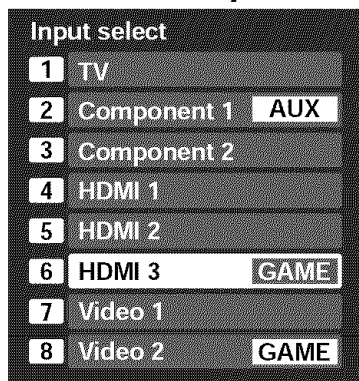 Input select
1 TV
2 Component 1 AUX
3 Component 2
4 HDMI 1
5 HDMI 2
6 HDMI 3 GAME
7 Video 1
8 Video 2 GAME